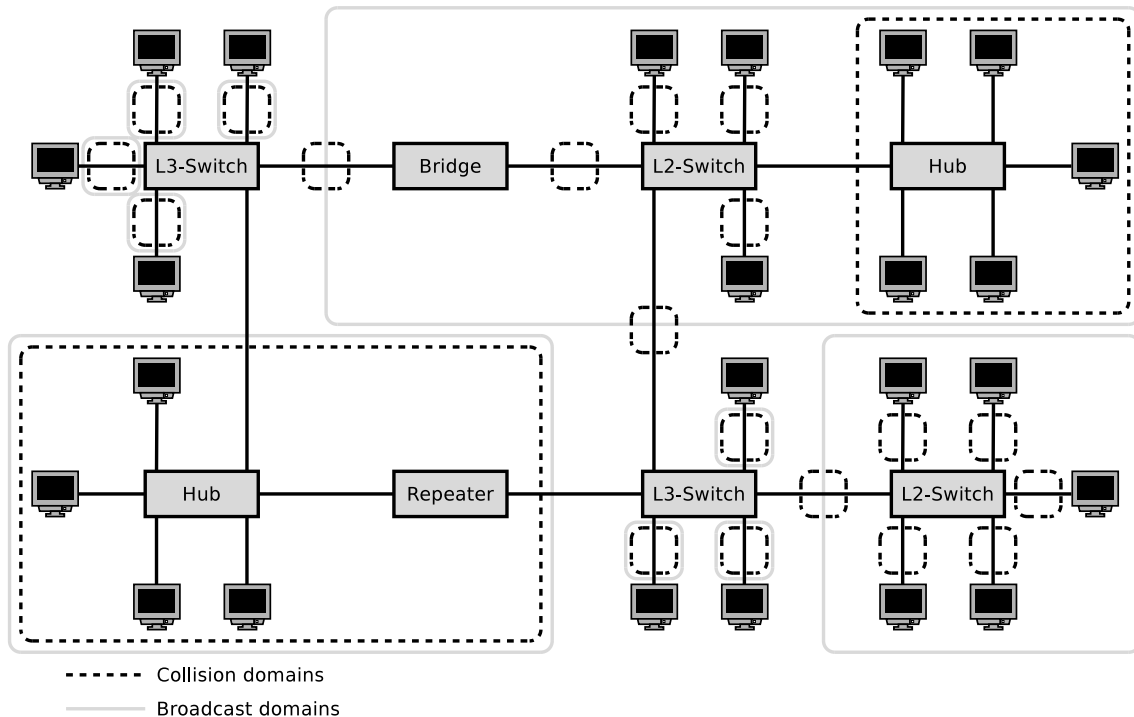 L3-Switch
Bridge
L2-Switch
Hub
Hub
Repeater
L3-Switch
L2-Switch
Collision domains
Broadcast domains